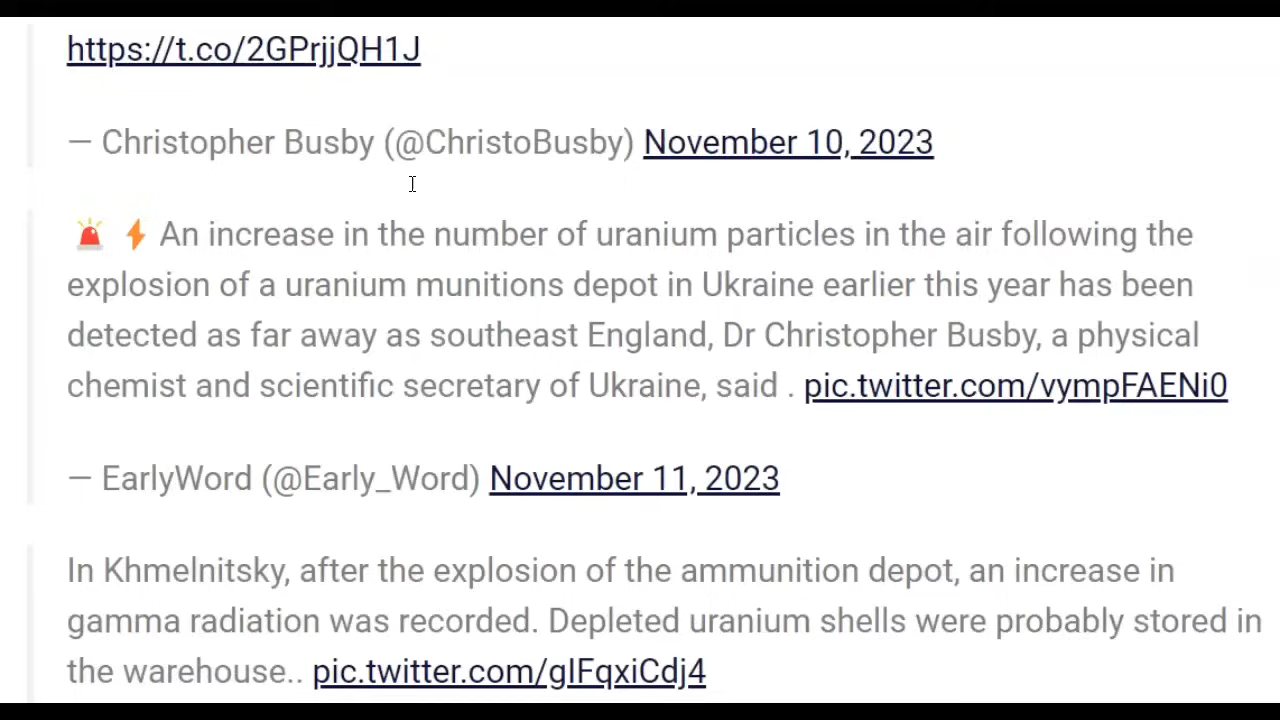 https://t.co/2GPrjjQH1J
— Christopher Busby (@ChristoBusby) November 10, 2023
🚨 ⚡ An increase in the number of uranium particles in the air following the
explosion of a uranium munitions depot in Ukraine earlier this year has been
detected as far away as southeast England, Dr Christopher Busby, a physical
chemist and scientific secretary of Ukraine, said . pic.twitter.com/vympFAENi0
— EarlyWord (@Early_Word) November 11, 2023
In Khmelnitsky, after the explosion of the ammunition depot, an increase in
gamma radiation was recorded. Depleted uranium shells were probably stored in
the warehouse.. pic.twitter.com/gIFqxiCdj4